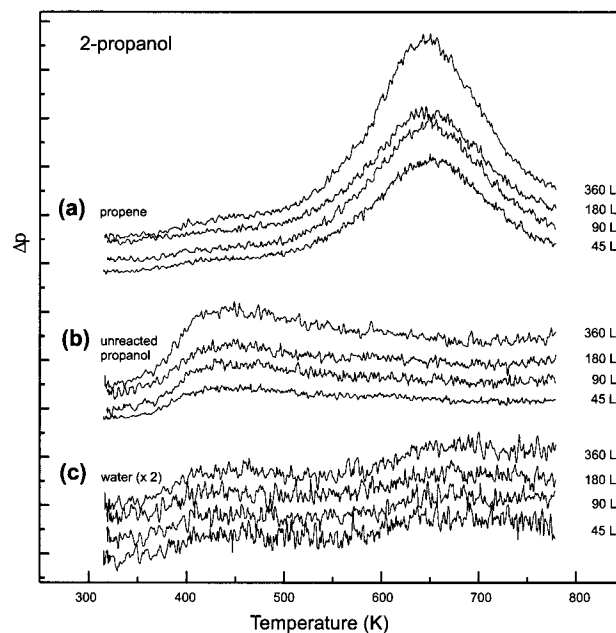 2-propanol
(a) propene
360 L
180 L
90 L
45 L
Δp
(b) unreacted
propanol
360 L
180 L
90 L
45 L
(c) water (x 2)
360 L
180 L
90 L
45 L
300 400 500 600 700 800
Temperature (K)